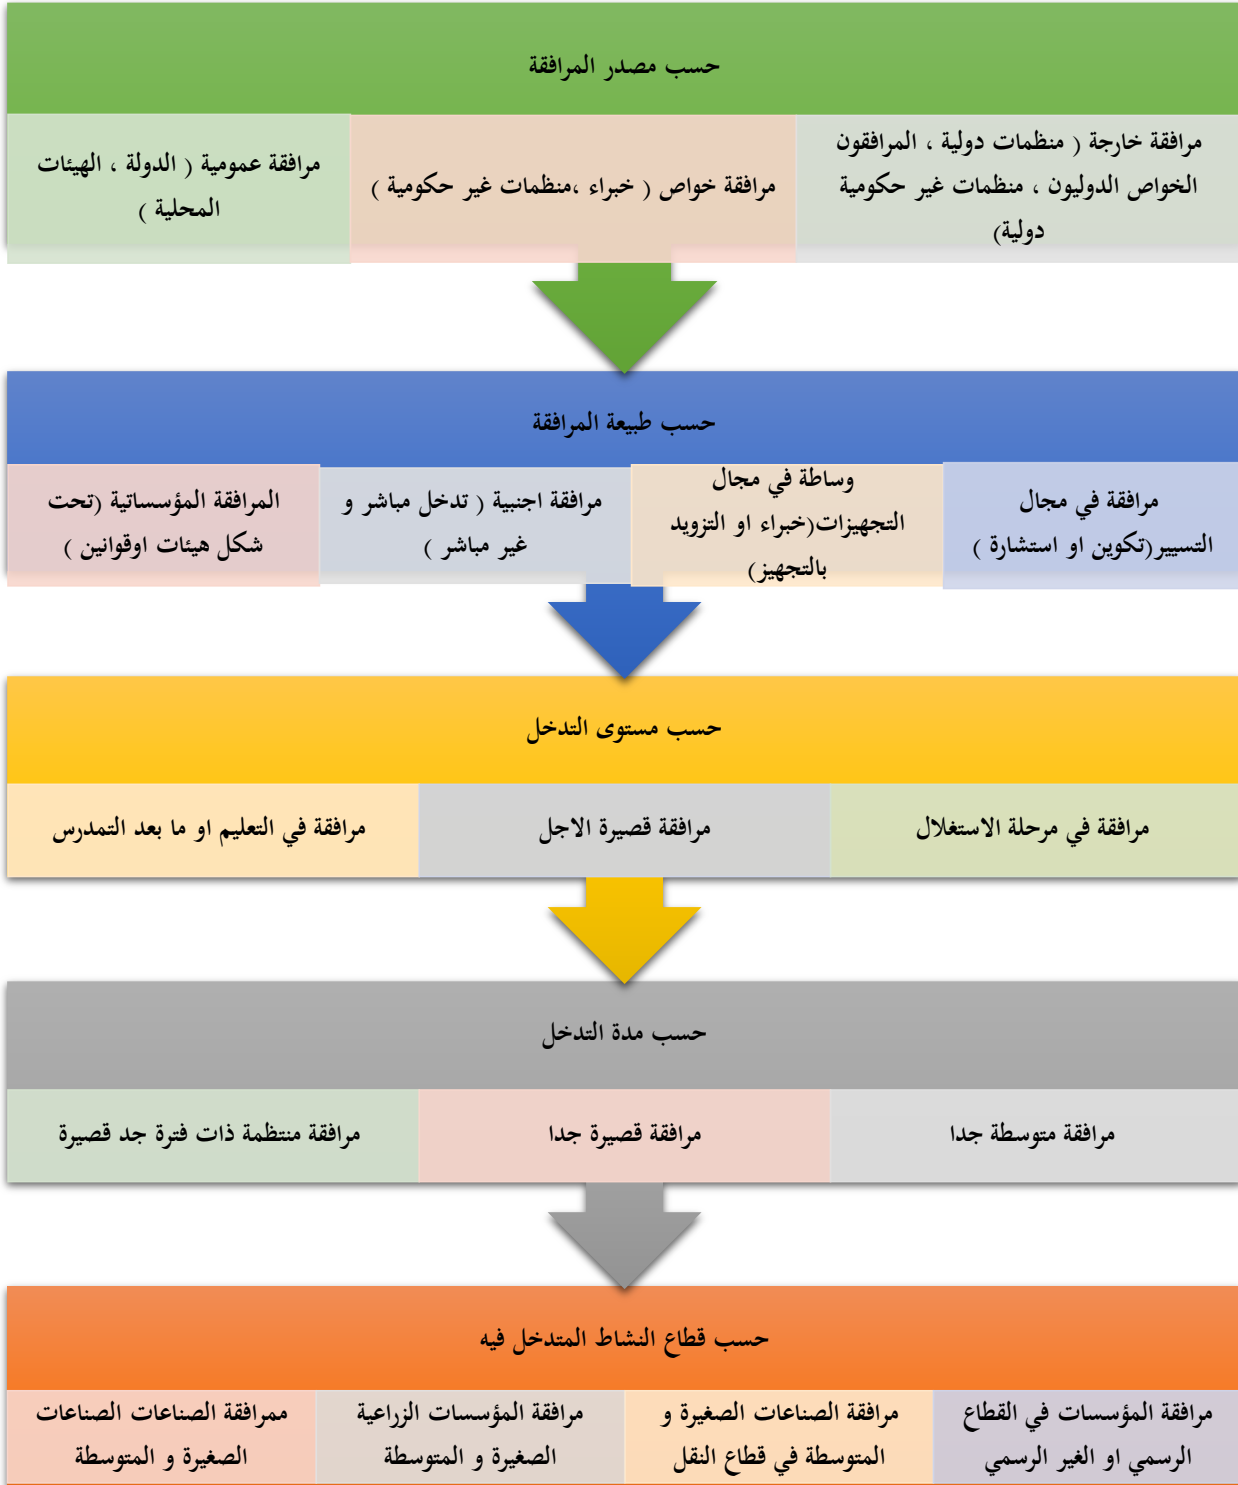 حسب مصدر المرافقة
مرافقة خارجة ( منظمات دولية ، المرافقون
الخواص الدوليون ، منظمات غير حكومية
دولية)
مرافقة خواص ( خبراء ،منظمات غير حكومية )
مرافقة عمومية ( الدولة ، الهيئات
المحلية )
حسب طبيعة المرافقة
مرافقة في مجال
التسيير(تكوين او استشارة )
وساطة في مجال
التجهيزات(خبراء او التزويد
بالتجهيز)
مرافقة اجنبية ( تدخل مباشر و
غير مباشر )
المرافقة المؤسساتية (تحت
شكل هيئات اوقوانين )
حسب مستوى التدخل
مرافقة في مرحلة الاستغلال
مرافقة قصيرة الاجل
مرافقة في التعليم او ما بعد التمدرس
حسب مدة التدخل
مرافقة متوسطة جدا
مرافقة قصيرة جدا
مرافقة منتظمة ذات فترة جد قصيرة
حسب قطاع النشاط المتدخل فيه
مرافقة المؤسسات في القطاع
الرسمي او الغير الرسمي
مرافقة الصناعات الصغيرة و
المتوسطة في قطاع النقل
مرافقة المؤسسات الزراعية
الصغيرة و المتوسطة
ممرافقة الصناعات الصناعات
الصغيرة و المتوسطة